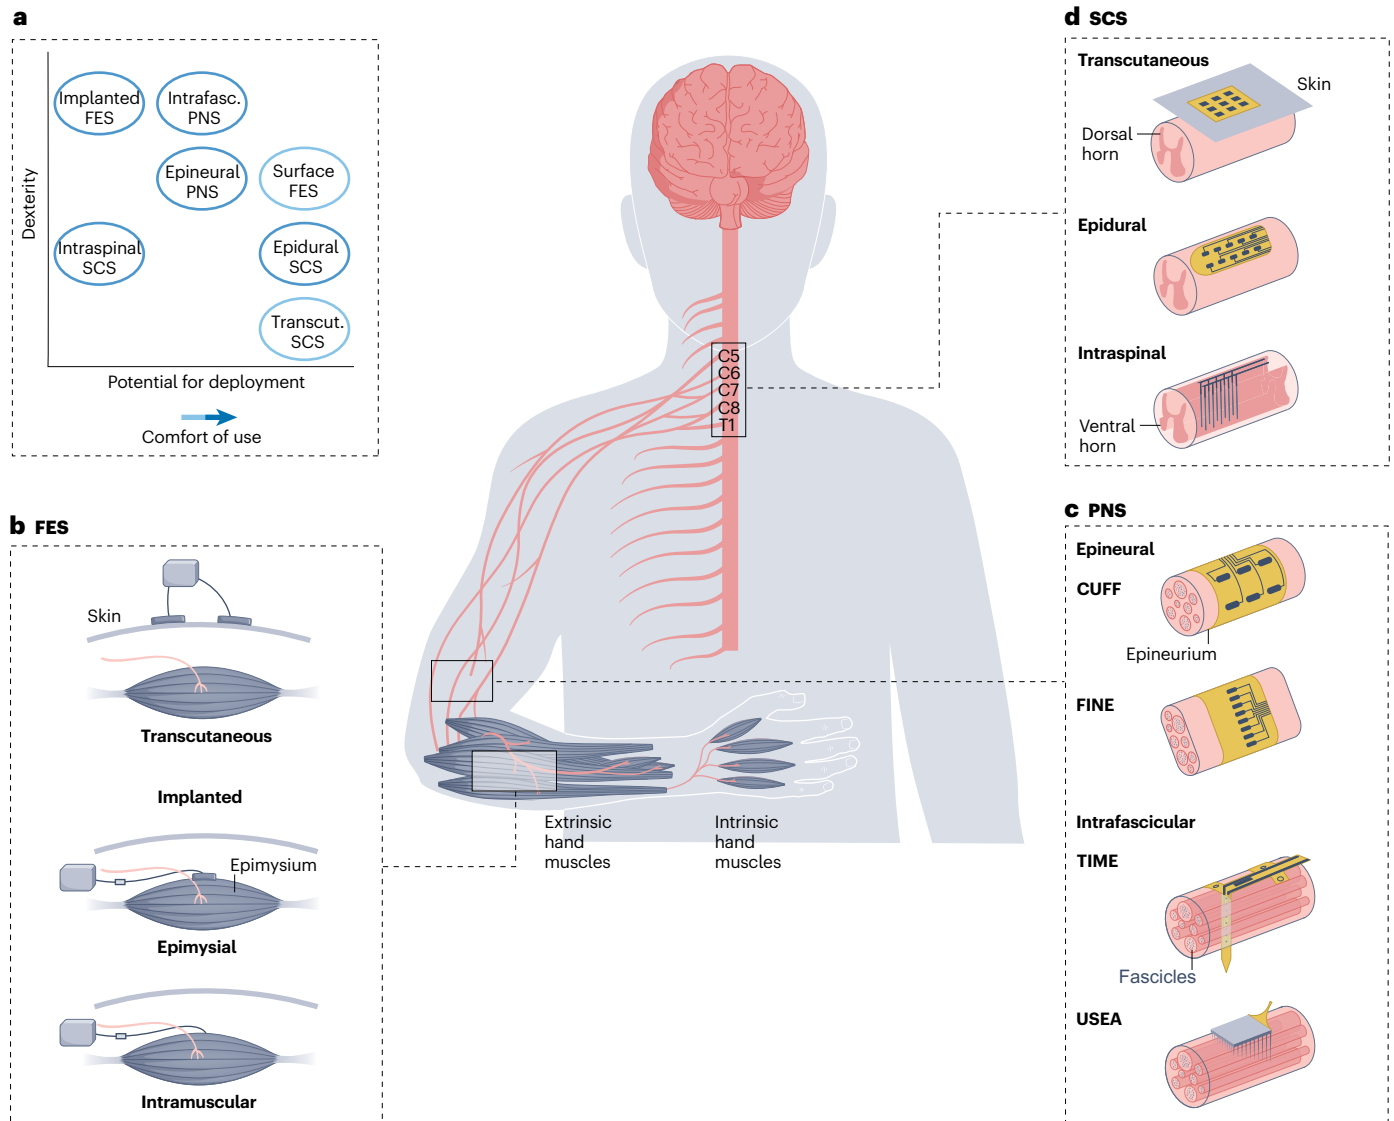 a
Implanted
FES
Intrafasc.
PNS
Epineural
PNS
Surface
FES
Intraspinal
SCS
Epidural
SCS
Transcut.
SCS
Dexterity
Potential for deployment
Comfort of use
b FES
Skin
Transcutaneous
Implanted
Epimysium
Epimysial
Intramuscular
C5
C6
C7
C8
T1
Extrinsic
hand
muscles
Intrinsic
hand
muscles
d SCS
Transcutaneous
Skin
Dorsal
horn
Epidural
Intraspinal
Ventral
horn
c PNS
Epineural
CUFF
Epineurium
FINE
Intrafascicular
TIME
Fascicles
USEA